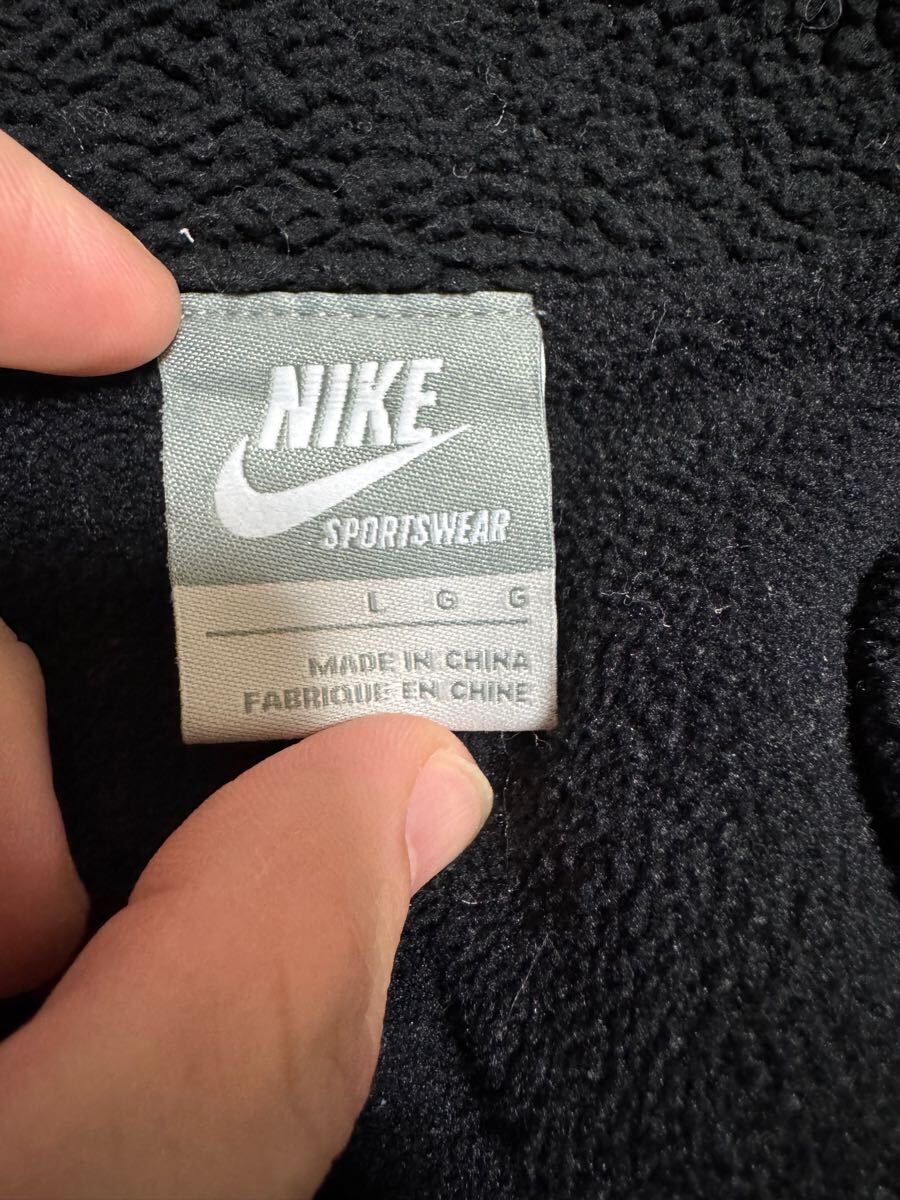 NIKE
SPORTSWEAR
L G G
MADE IN CHINA
FABRIQUE EN CHINE